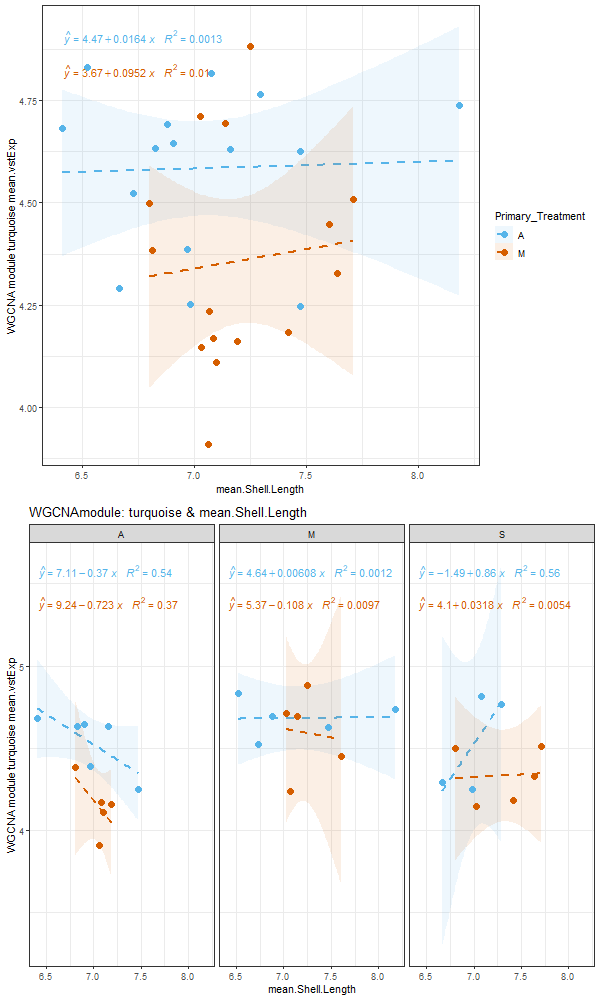 ŷ = 4.47 + 0.0164 x R² = 0.0013
ŷ = 3.67 + 0.0952 x R² = 0.01
4.75
4.50
4.25
4.00
WGCNA module turquoise mean.vstExp
6.5 7.0 7.5 8.0
mean.Shell.Length
Primary_Treatment
A
M
WGCNAmodule: turquoise & mean.Shell.Length
A M S
ŷ = 7.11 − 0.37 x R² = 0.54
ŷ = 9.24 − 0.723 x R² = 0.37
ŷ = 4.64 + 0.00608 x R² = 0.0012
ŷ = 5.37 − 0.108 x R² = 0.0097
ŷ = −1.49 + 0.86 x R² = 0.56
ŷ = 4.1 + 0.0318 x R² = 0.0054
5
4
WGCNA module turquoise mean.vstExp
6.5 7.0 7.5 8.0 6.5 7.0 7.5 8.0 6.5 7.0 7.5 8.0
mean.Shell.Length